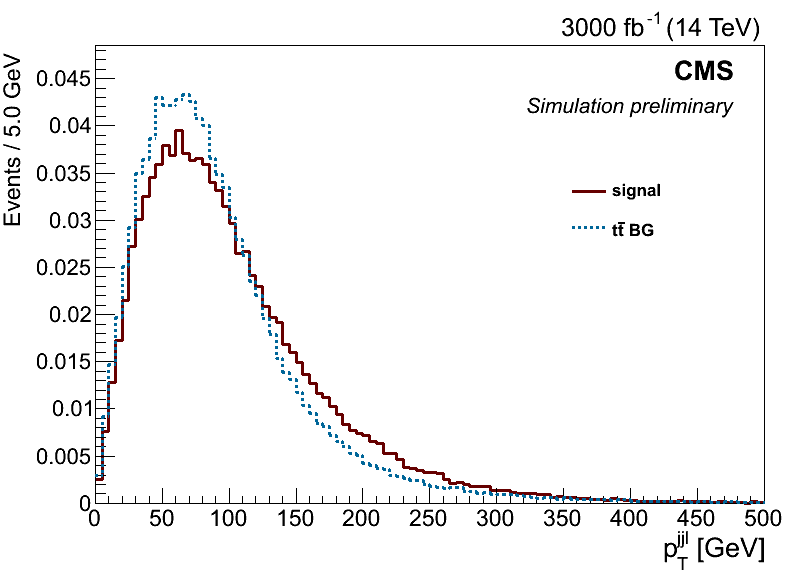 3000 fb⁻¹ (14 TeV)
CMS
Simulation preliminary
signal
tt̄ BG
Events / 5.0 GeV
0.045
0.04
0.035
0.03
0.025
0.02
0.015
0.01
0.005
0
0 50 100 150 200 250 300 350 400 450 500
p_T^jjl [GeV]